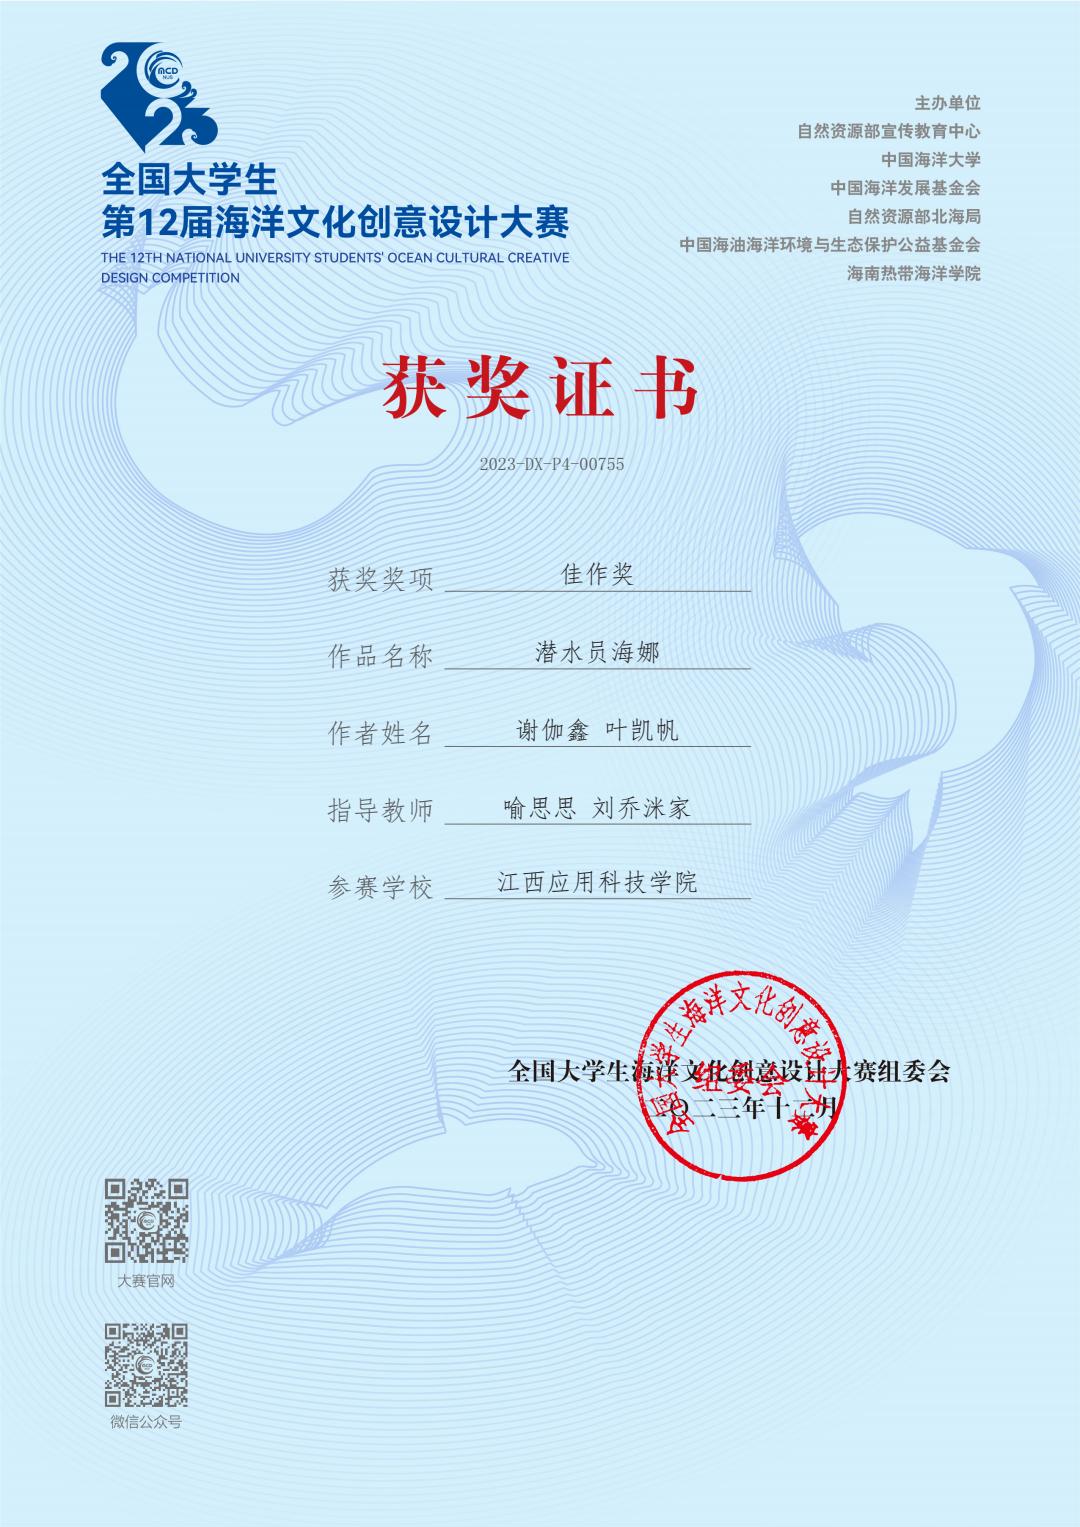 2023
MCD
NUS
全国大学生
第12届海洋文化创意设计大赛
THE 12TH NATIONAL UNIVERSITY STUDENTS' OCEAN CULTURAL CREATIVE
DESIGN COMPETITION
主办单位
自然资源部宣传教育中心
中国海洋大学
中国海洋发展基金会
自然资源部北海局
中国海油海洋环境与生态保护公益基金会
海南热带海洋学院
获奖证书
2023-DX-P4-00755
获奖奖项 佳作奖
作品名称 潜水员海娜
作者姓名 谢伽鑫 叶凯帆
指导教师 喻思思 刘乔洣家
参赛学校 江西应用科技学院
全国大学生海洋文化创意设计大赛组委会
二〇二三年十二月
全国大学生海洋文化创意设计大赛
组委会
大赛官网
微信公众号